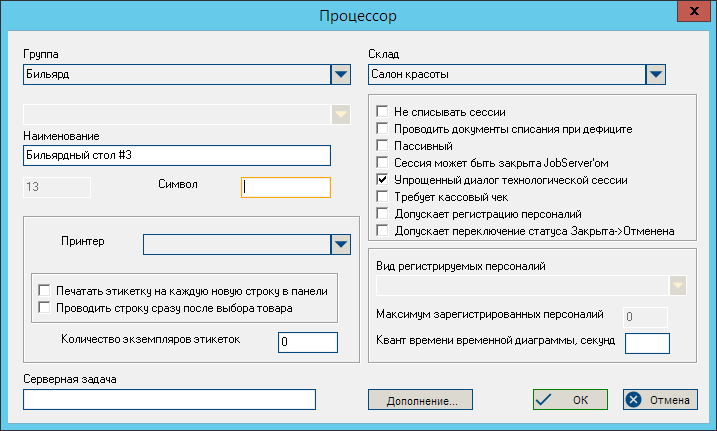 Процессор
Группа
Бильярд
Наименование
Бильярдный стол #3
13
Символ
Принтер
Печатать этикетку на каждую новую строку в панели
Проводить строку сразу после выбора товара
Количество экземпляров этикеток
0
Серверная задача
Склад
Салон красоты
Не списывать сессии
Проводить документы списания при дефиците
Пассивный
Сессия может быть закрыта JobServer'ом
Упрощенный диалог технологической сессии
Требует кассовый чек
Допускает регистрацию персоналий
Допускает переключение статуса Закрыта->Отменена
Вид регистрируемых персоналий
Максимум зарегистрированных персоналий
0
Квант времени временной диаграммы, секунд
Дополнение...
ОК
Отмена